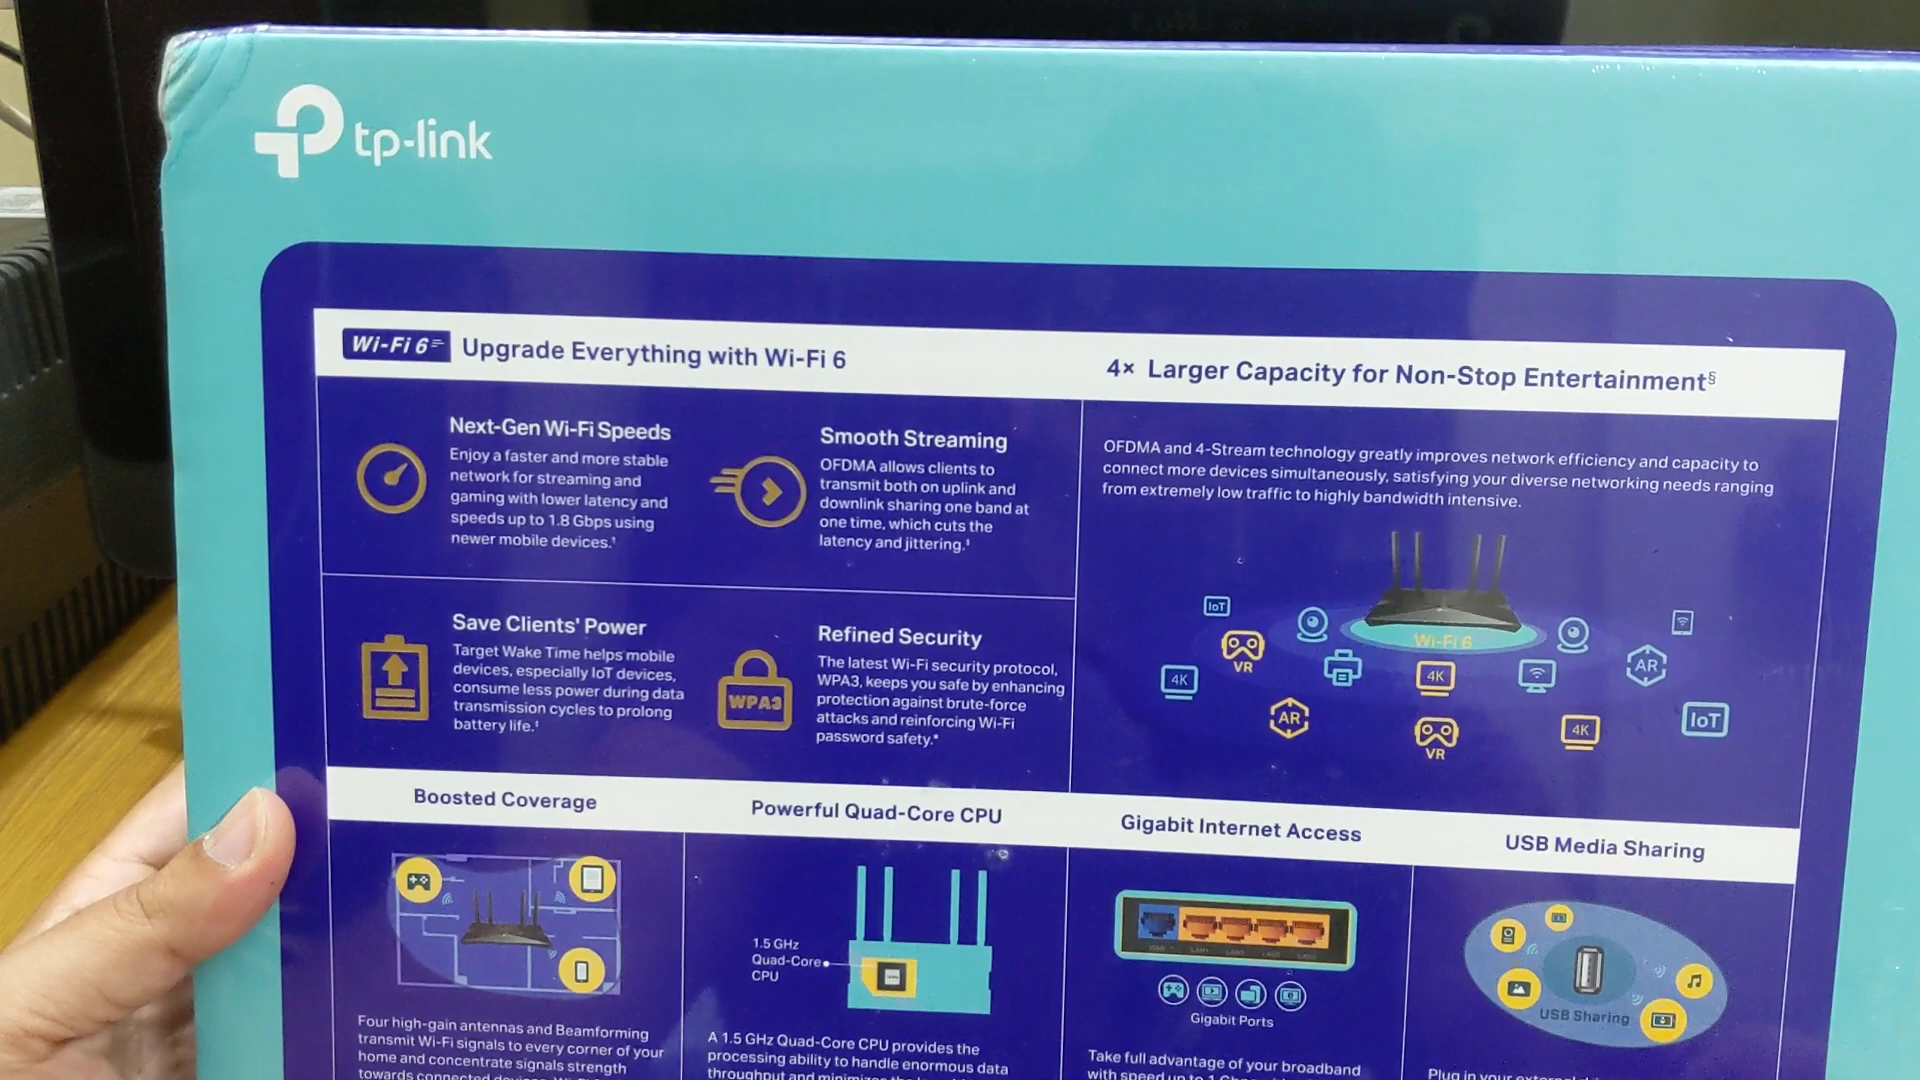 tp-link
Wi-Fi 6 Upgrade Everything with Wi-Fi 6
4× Larger Capacity for Non-Stop Entertainment§
Next-Gen Wi-Fi Speeds
Enjoy a faster and more stable
network for streaming and
gaming with lower latency and
speeds up to 1.8 Gbps using
newer mobile devices.†
Smooth Streaming
OFDMA allows clients to
transmit both on uplink and
downlink sharing one band at
one time, which cuts the
latency and jittering.‡
OFDMA and 4-Stream technology greatly improves network efficiency and capacity to
connect more devices simultaneously, satisfying your diverse networking needs ranging
from extremely low traffic to highly bandwidth intensive.
Save Clients' Power
Target Wake Time helps mobile
devices, especially IoT devices,
consume less power during data
transmission cycles to prolong
battery life.‡
WPA3
Refined Security
The latest Wi-Fi security protocol,
WPA3, keeps you safe by enhancing
protection against brute-force
attacks and reinforcing Wi-Fi
password safety.*
IoT
Wi-Fi 6
VR
4K
4K
AR
AR
VR
4K
IoT
Boosted Coverage
Powerful Quad-Core CPU
Gigabit Internet Access
USB Media Sharing
1.5 GHz
Quad-Core
CPU
Gigabit Ports
USB Sharing
Four high-gain antennas and Beamforming
transmit Wi-Fi signals to every corner of your
home and concentrate signals strength
A 1.5 GHz Quad-Core CPU provides the
processing ability to handle enormous data
throughput and
Take full advantage of your broadband
with speed up to 1
Plug in your